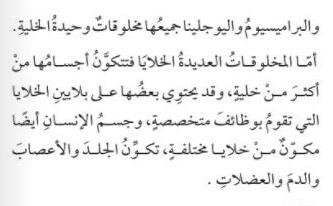 والبراميسيومُ واليوجلينا جميعُها مخلوقاتٌ وحيدةُ الخليةِ.
أمّا المخلوقاتُ العديدةُ الخلايَا فتتكوَّنُ أجسامُها منْ
أكثرَ منْ خليةٍ، وقد يحتوِي بعضُها على بلايينِ الخلايا
التي تقومُ بوظائفَ متخصصةٍ، وجسمُ الإنسانِ أيضًا
مكوّنٌ منْ خلايا مختلفةٍ، تكوِّنُ الجلدَ والأعصابَ
والدمَ والعضلاتِ .